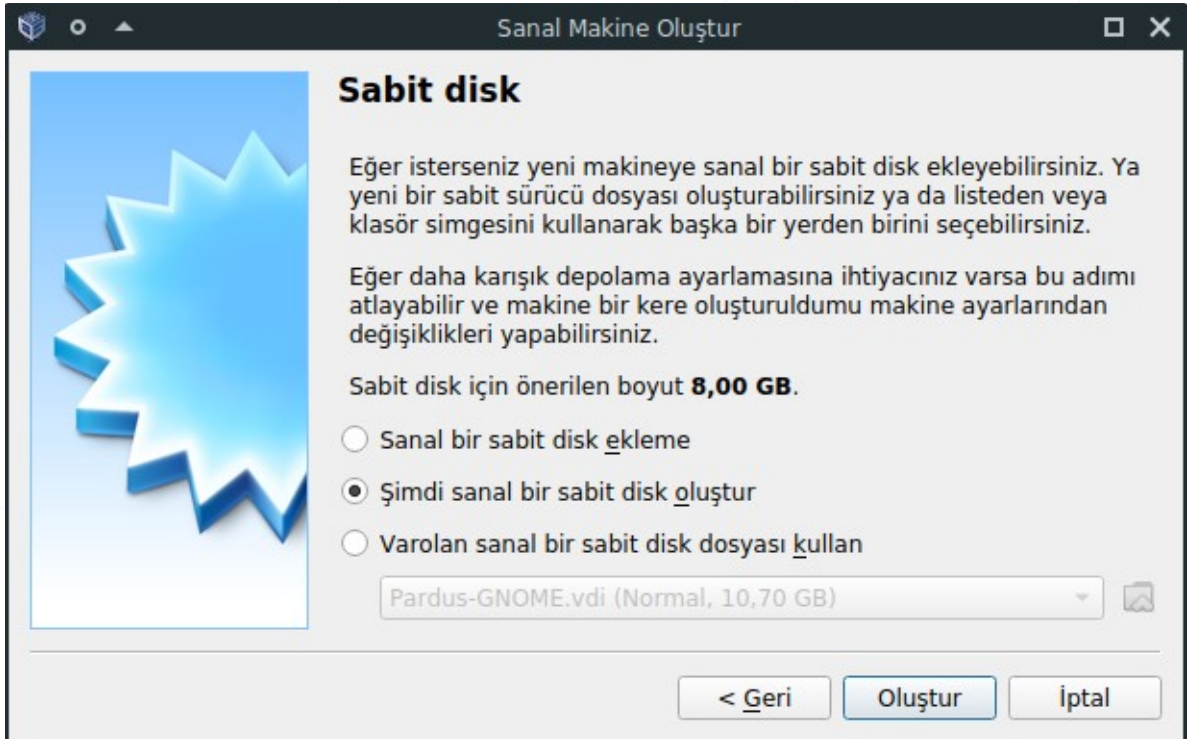 Sanal Makine Oluştur
Sabit disk
Eğer isterseniz yeni makineye sanal bir sabit disk ekleyebilirsiniz. Ya
yeni bir sabit sürücü dosyası oluşturabilirsiniz ya da listeden veya
klasör simgesini kullanarak başka bir yerden birini seçebilirsiniz.
Eğer daha karışık depolama ayarlamasına ihtiyacınız varsa bu adımı
atlayabilir ve makine bir kere oluşturuldumu makine ayarlarından
değişiklikleri yapabilirsiniz.
Sabit disk için önerilen boyut 8,00 GB.
Sanal bir sabit disk ekleme
Şimdi sanal bir sabit disk oluştur
Varolan sanal bir sabit disk dosyası kullan
Pardus-GNOME.vdi (Normal, 10,70 GB)
< Geri
Oluştur
İptal